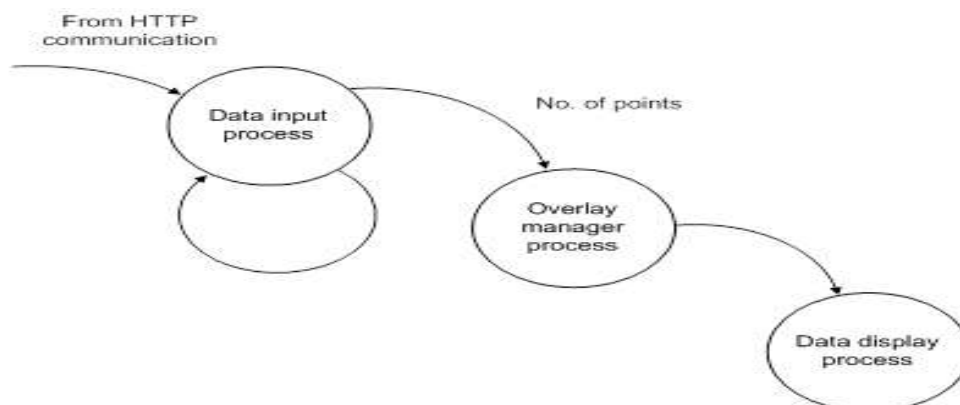 From HTTP
communication
Data input
process
No. of points
Overlay
manager
process
Data display
process